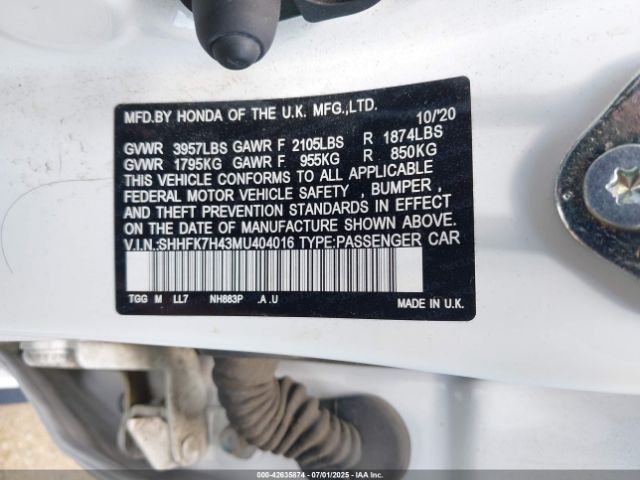 MFD.BY HONDA OF THE U.K. MFG.,LTD. 10/'20
GVWR 3957LBS GAWR F 2105LBS R 1874LBS
GVWR 1795KG GAWR F 955KG R 850KG
THIS VEHICLE CONFORMS TO ALL APPLICABLE
FEDERAL MOTOR VEHICLE SAFETY , BUMPER ,
AND THEFT PREVENTION STANDARDS IN EFFECT
ON THE DATE OF MANUFACTURE SHOWN ABOVE.
V.I.N.:SHHFK7H43MU404016 TYPE:PASSENGER CAR
TGG M LL7 NH883P .A .U MADE IN U.K.
000-42635874 | 07/01/2025 | IAA Inc.